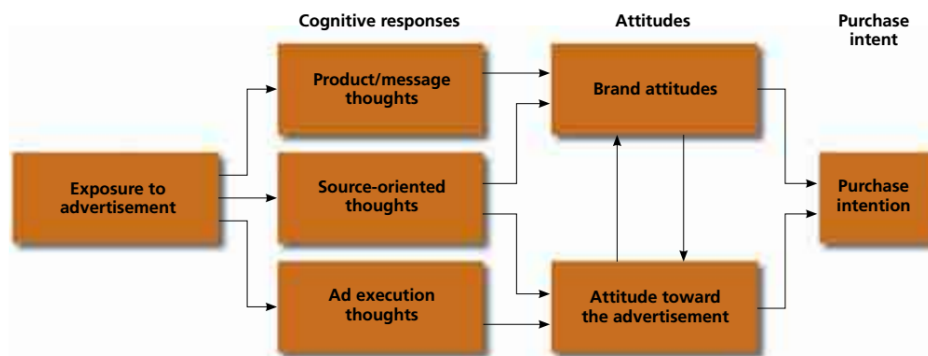 Cognitive responses
Attitudes
Purchase
intent
Product/message
thoughts
Brand attitudes
Exposure to
advertisement
Source-oriented
thoughts
Purchase
intention
Ad execution
thoughts
Attitude toward
the advertisement